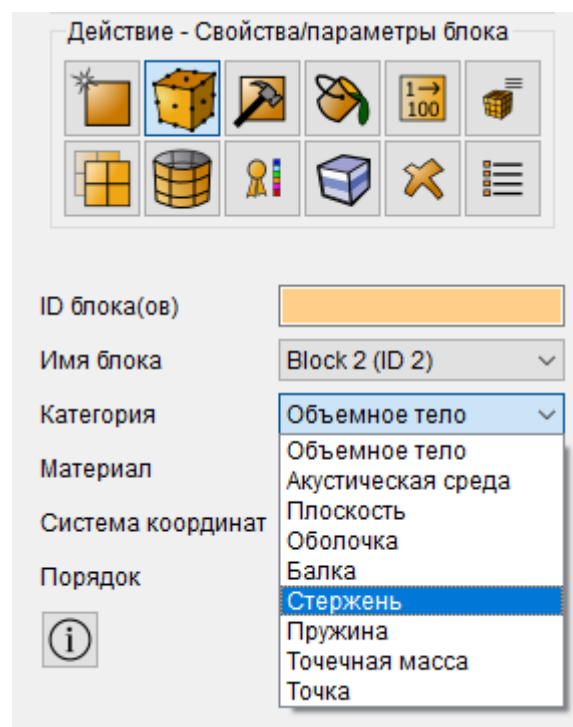 Действие - Свойства/параметры блока
1→
100
ID блока(ов)
Имя блока
Block 2 (ID 2)
Категория
Объемное тело
Объемное тело
Акустическая среда
Плоскость
Оболочка
Балка
Стержень
Пружина
Точечная масса
Точка
Материал
Система координат
Порядок
i